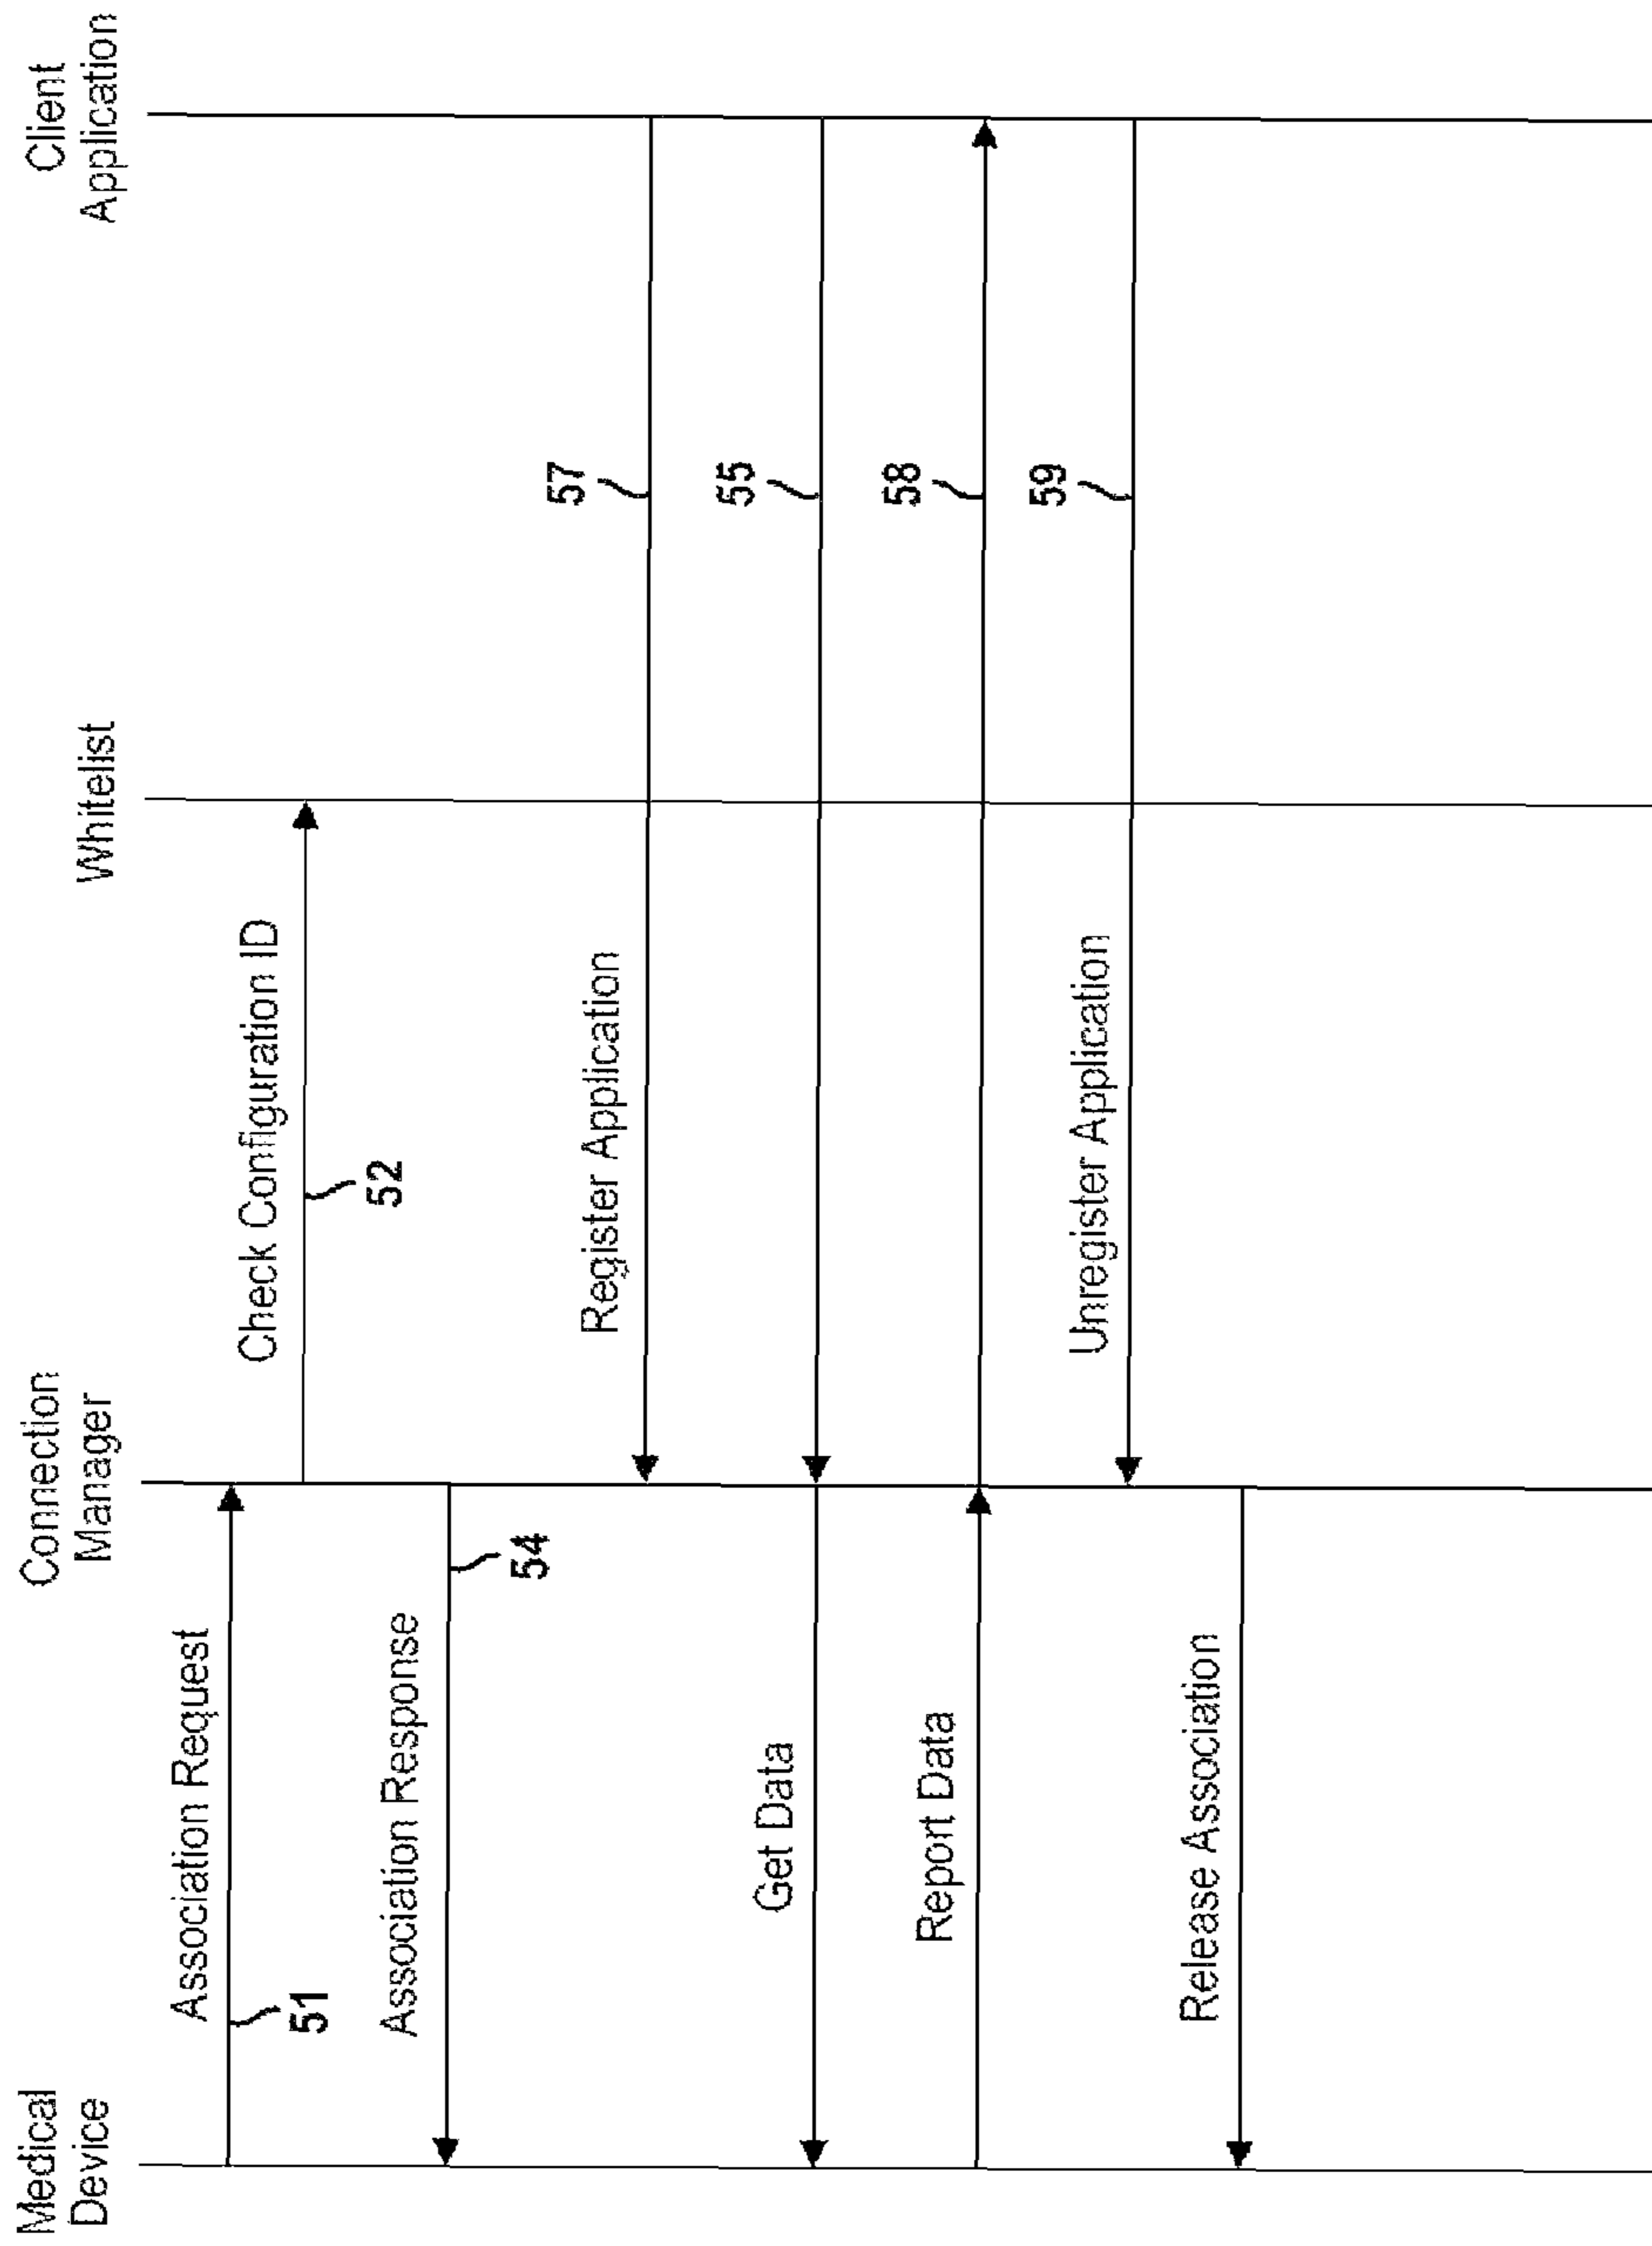 Medical
Device
Connection
Manager
Whitelist
Client
Application
Association Request
51
Check Configuration ID
52
Association Response
54
Register Application
57
Get Data
55
Report Data
58
Unregister Application
59
Release Association